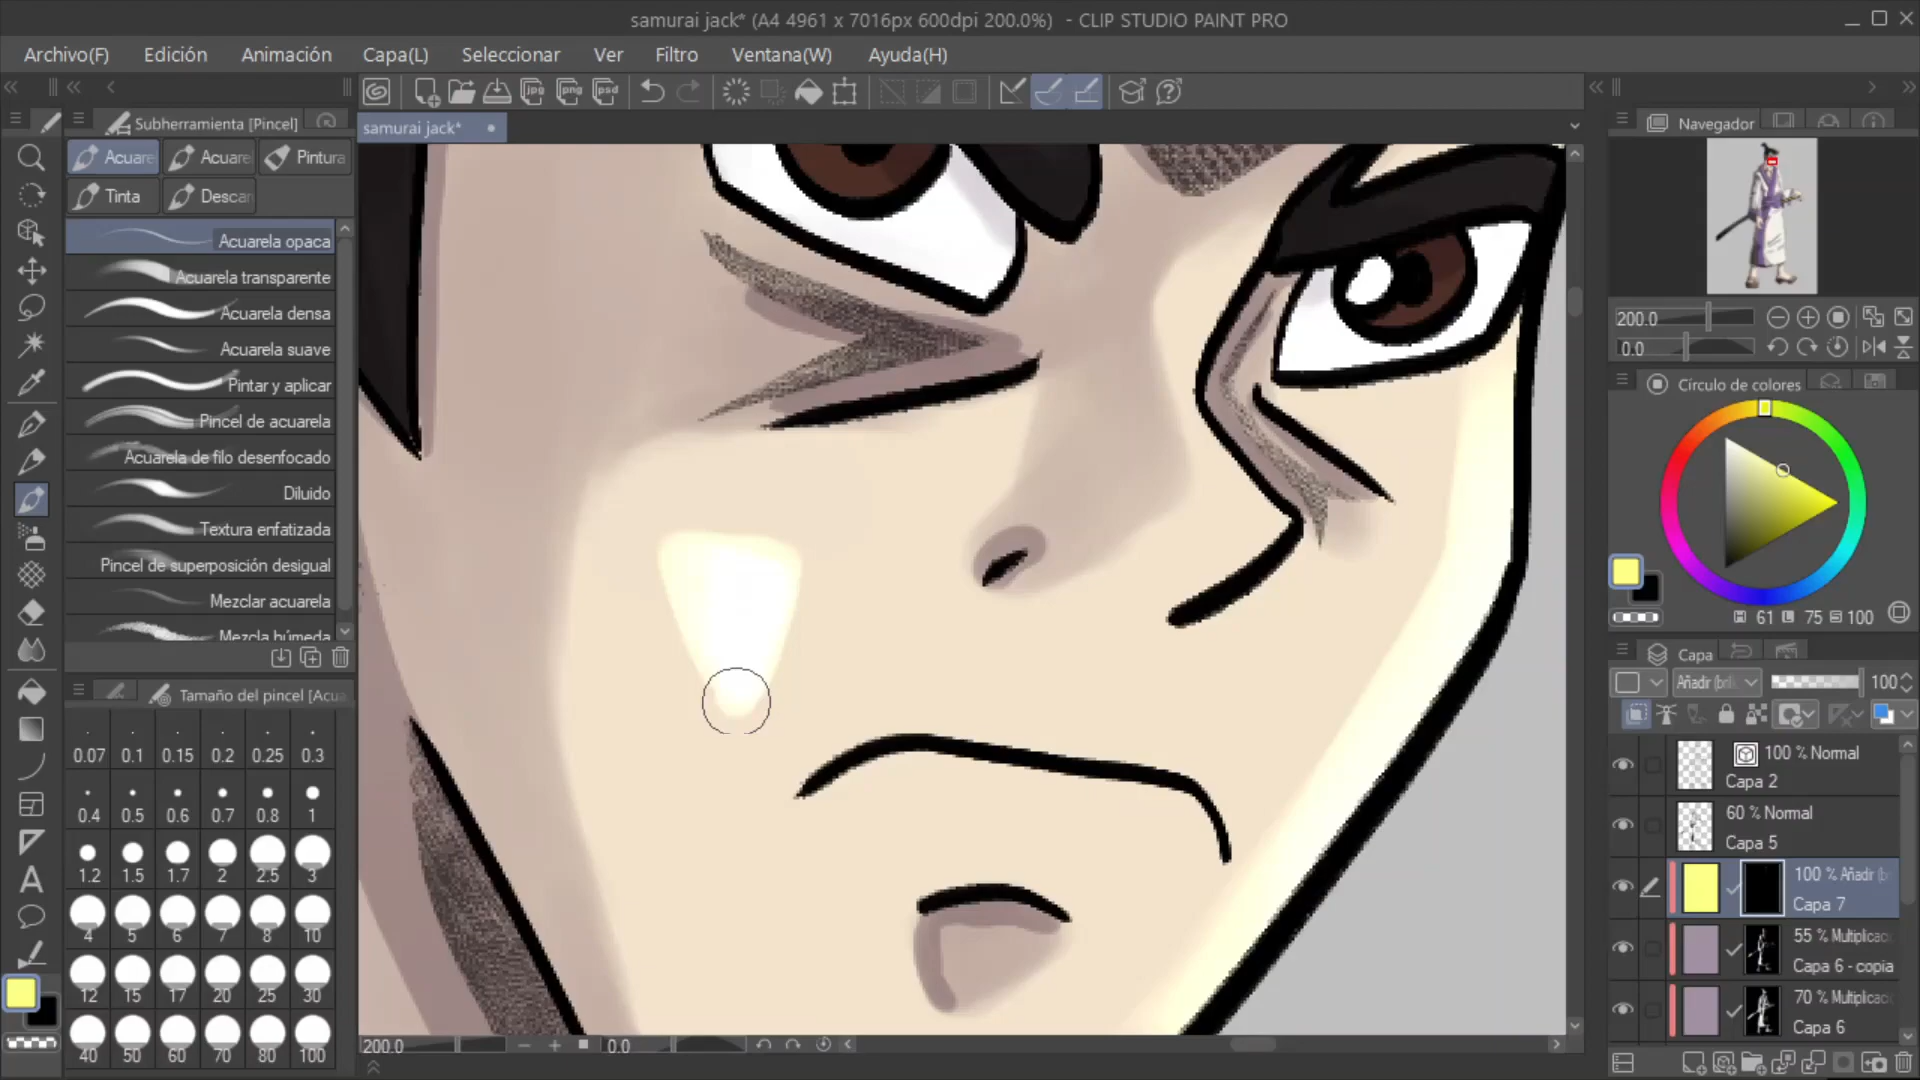 samurai jack* (A4 4961 x 7016px 600dpi 200.0%) - CLIP STUDIO PAINT PRO
Archivo(F) Edición Animación Capa(L) Seleccionar Ver Filtro Ventana(W) Ayuda(H)
jpg png psd
Subherramienta [Pincel]
samurai jack*
Navegador
Acuare Acuare Pintura
Tinta Descar
Acuarela opaca
Acuarela transparente
Acuarela densa
Acuarela suave
Pintar y aplicar
Pincel de acuarela
Acuarela de filo desenfocado
Diluido
Textura enfatizada
Pincel de superposición desigual
Mezclar acuarela
Mezcla húmeda
Tamaño del pincel [Acua
0.07 0.1 0.15 0.2 0.25 0.3
0.4 0.5 0.6 0.7 0.8 1
1.2 1.5 1.7 2 2.5 3
4 5 6 7 8 10
12 15 17 20 25 30
40 50 60 70 80 100
200.0 0.0
200.0
0.0
Círculo de colores
61 75 100
Capa
Añadir (bril 100
100 % Normal
Capa 2
60 % Normal
Capa 5
100 % Añadir (b
Capa 7
55 % Multiplicac
Capa 6 - copia
70 % Multiplicac
Capa 6